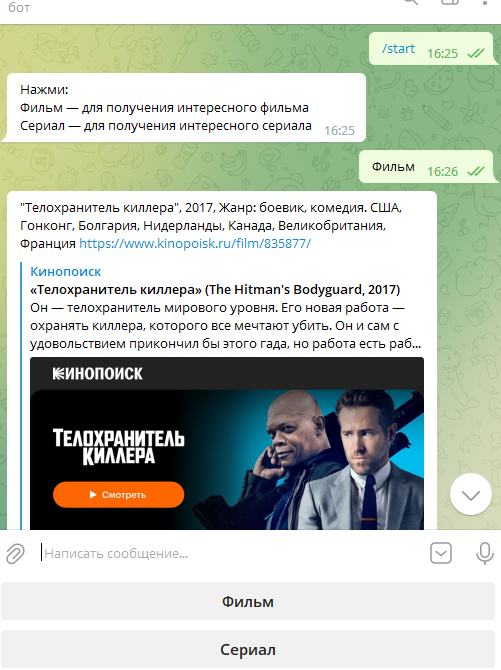 бот
/start 16:25
Нажми:
Фильм — для получения интересного фильма
Сериал — для получения интересного сериала 16:25
Фильм 16:26
"Телохранитель киллера", 2017, Жанр: боевик, комедия. США,
Гонконг, Болгария, Нидерланды, Канада, Великобритания,
Франция https://www.kinopoisk.ru/film/835877/
Кинопоиск
«Телохранитель киллера» (The Hitman's Bodyguard, 2017)
Он — телохранитель мирового уровня. Его новая работа —
охранять киллера, которого все мечтают убить. Он и сам с
удовольствием прикончил бы этого гада, но работа есть раб...
КИНОПОИСК
ТЕЛОХРАНИТЕЛЬ
КИЛЛЕРА
Смотреть
Написать сообщение...
Фильм
Сериал